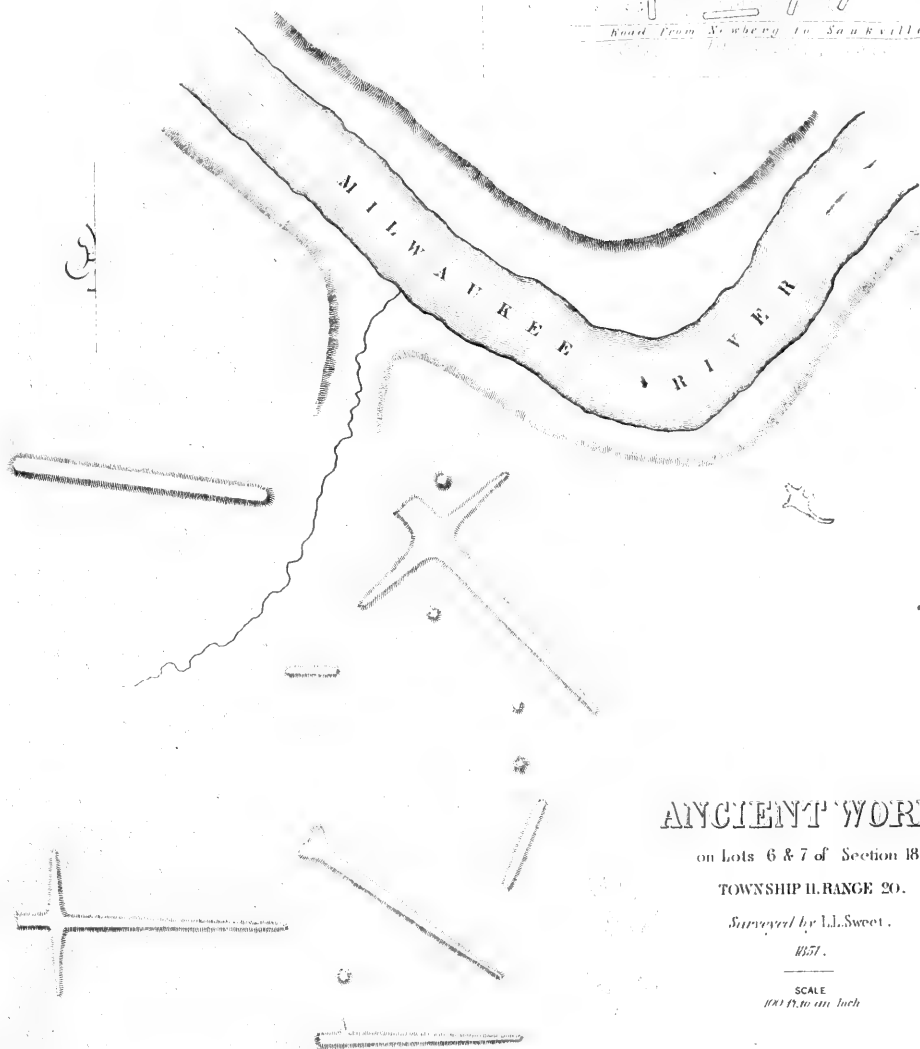 Road from Newberg to Saukville
MILWAUKEE RIVER
ANCIENT WOR
on Lots 6 & 7 of Section 18
TOWNSHIP 11. RANGE 20.
Surveyed by L.L. Sweet.
1851.
SCALE
100 ft. to an Inch